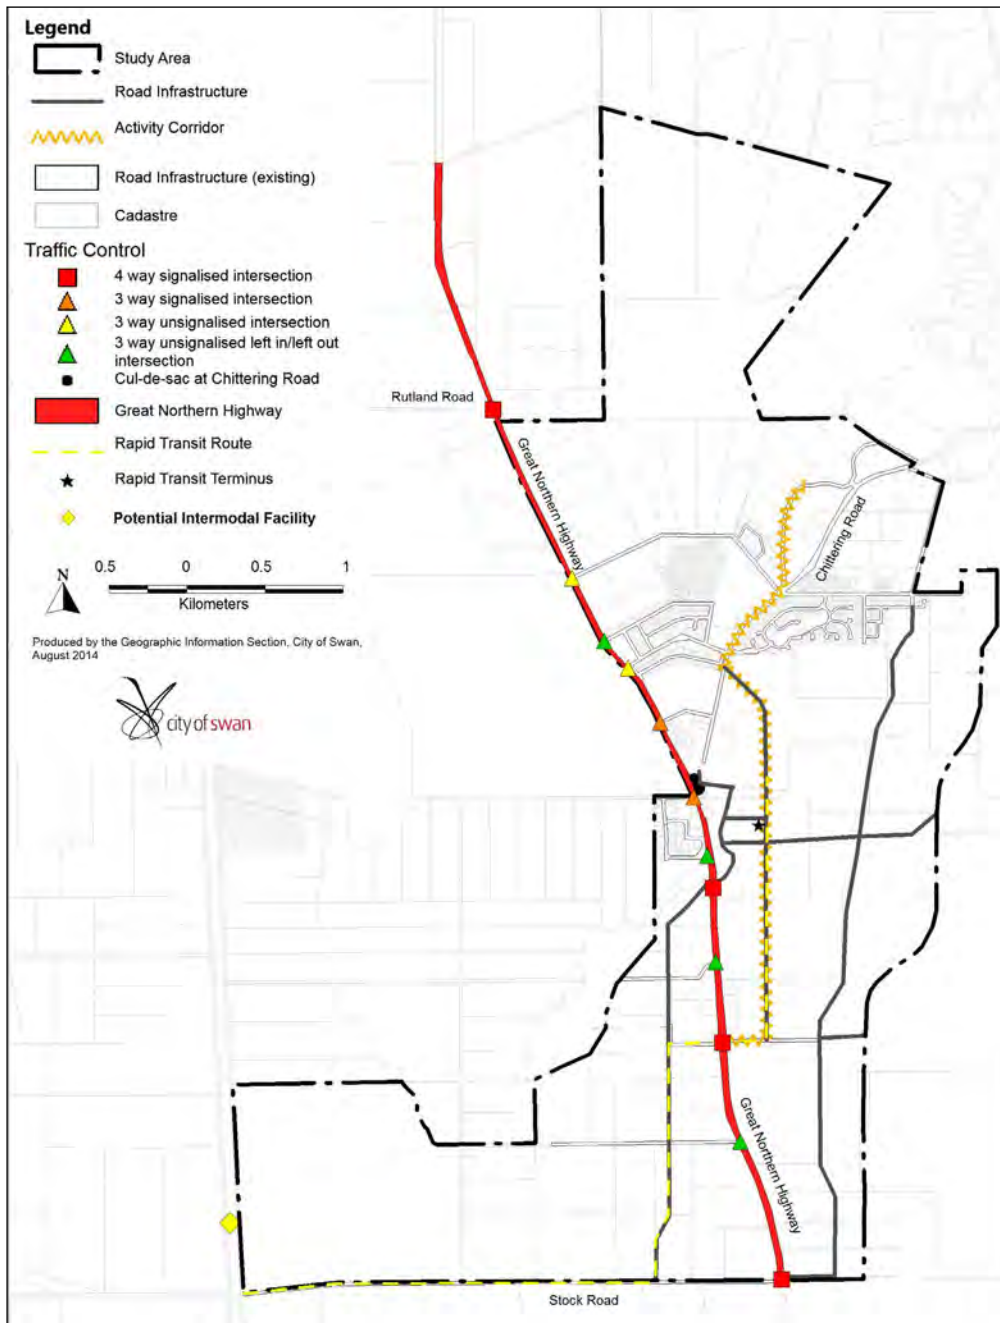 Legend
Study Area
Road Infrastructure
Activity Corridor
Road Infrastructure (existing)
Cadastre
Traffic Control
4 way signalised intersection
3 way signalised intersection
3 way unsignalised intersection
3 way unsignalised left in/left out
intersection
Cul-de-sac at Chittering Road
Great Northern Highway
Rapid Transit Route
Rapid Transit Terminus
Potential Intermodal Facility
N
0.5 0 0.5 1
Kilometers
Produced by the Geographic Information Section, City of Swan,
August 2014
city of swan
Rutland Road
Great Northern Highway
Chittering Road
Great Northern Highway
Stock Road